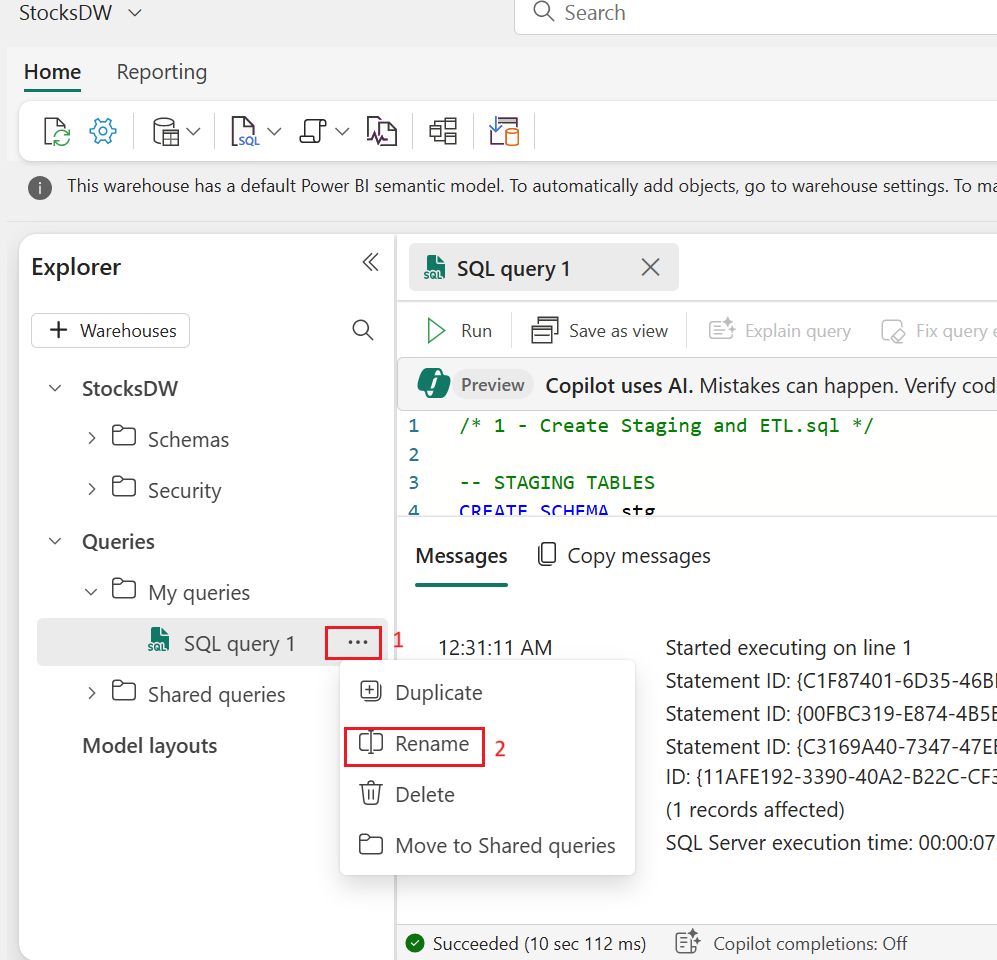 StocksDW
Search
Home
Reporting
SQL
This warehouse has a default Power BI semantic model. To automatically add objects, go to warehouse settings. To
Explorer
+ Warehouses
StocksDW
Schemas
Security
Queries
My queries
SQL
SQL query 1
... 1
Duplicate
Rename 2
Delete
Move to Shared queries
Shared queries
Model layouts
SQL
SQL query 1
Run
Save as view
Explain query
Fix query
Preview
Copilot uses AI. Mistakes can happen. Verify
1 /* 1 - Create Staging and ETL.sql */
2
3 -- STAGING TABLES
4 CREATE SCHEMA stg
Messages
Copy messages
12:31:11 AM
Started executing on line 1
Statement ID: {C1F87401-6D35-46
Statement ID: {00FBC319-E874-4B5
Statement ID: {C3169A40-7347-47E
ID: {11AFE192-3390-40A2-B22C-CF3
(1 records affected)
SQL Server execution time: 00:00:07
Succeeded (10 sec 112 ms)
Copilot completions: Off